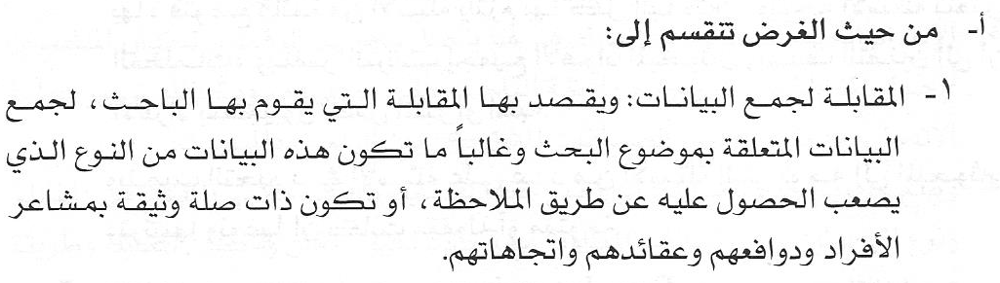 أ- من حيث الغرض تنقسم إلى:
١- المقابلة لجمع البيانات: ويقصد بها المقابلة التي يقوم بها الباحث، لجمع
البيانات المتعلقة بموضوع البحث وغالباً ما تكون هذه البيانات من النوع الذي
يصعب الحصول عليه عن طريق الملاحظة، أو تكون ذات صلة وثيقة بمشاعر
الأفراد ودوافعهم وعقائدهم واتجاهاتهم.